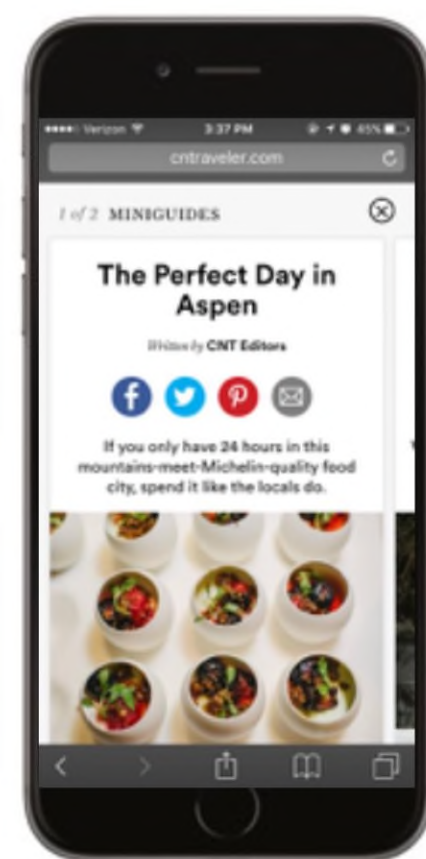 Verizon 3:37 PM 45%
cntraveler.com
1 of 2 MINIGUIDES
The Perfect Day in
Aspen
Written by CNT Editors
If you only have 24 hours in this
mountains-meet-Michelin-quality food
city, spend it like the locals do.